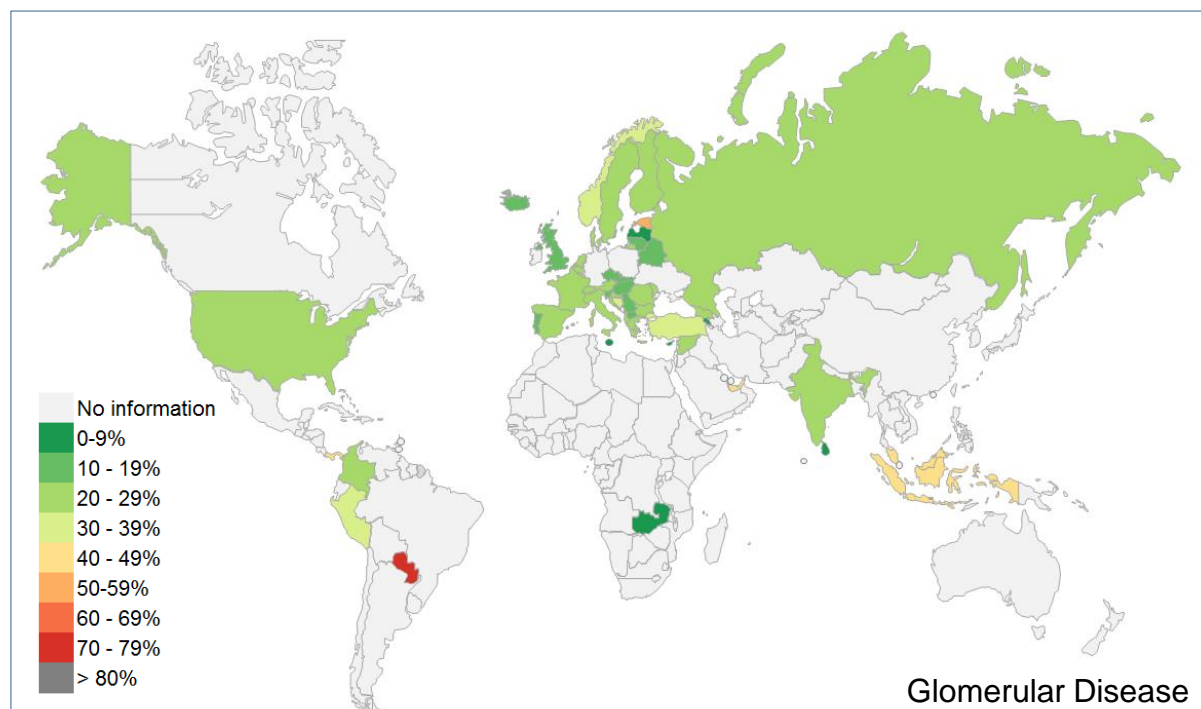 No information
0-9%
10 - 19%
20 - 29%
30 - 39%
40 - 49%
50-59%
60 - 69%
70 - 79%
> 80%
Glomerular Disease